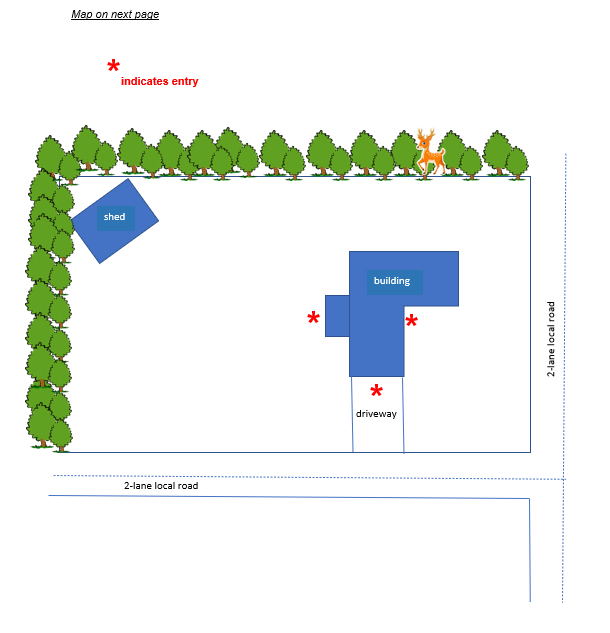 Map on next page
* indicates entry
shed
building
*
*
*
driveway
2-lane local road
2-lane local road